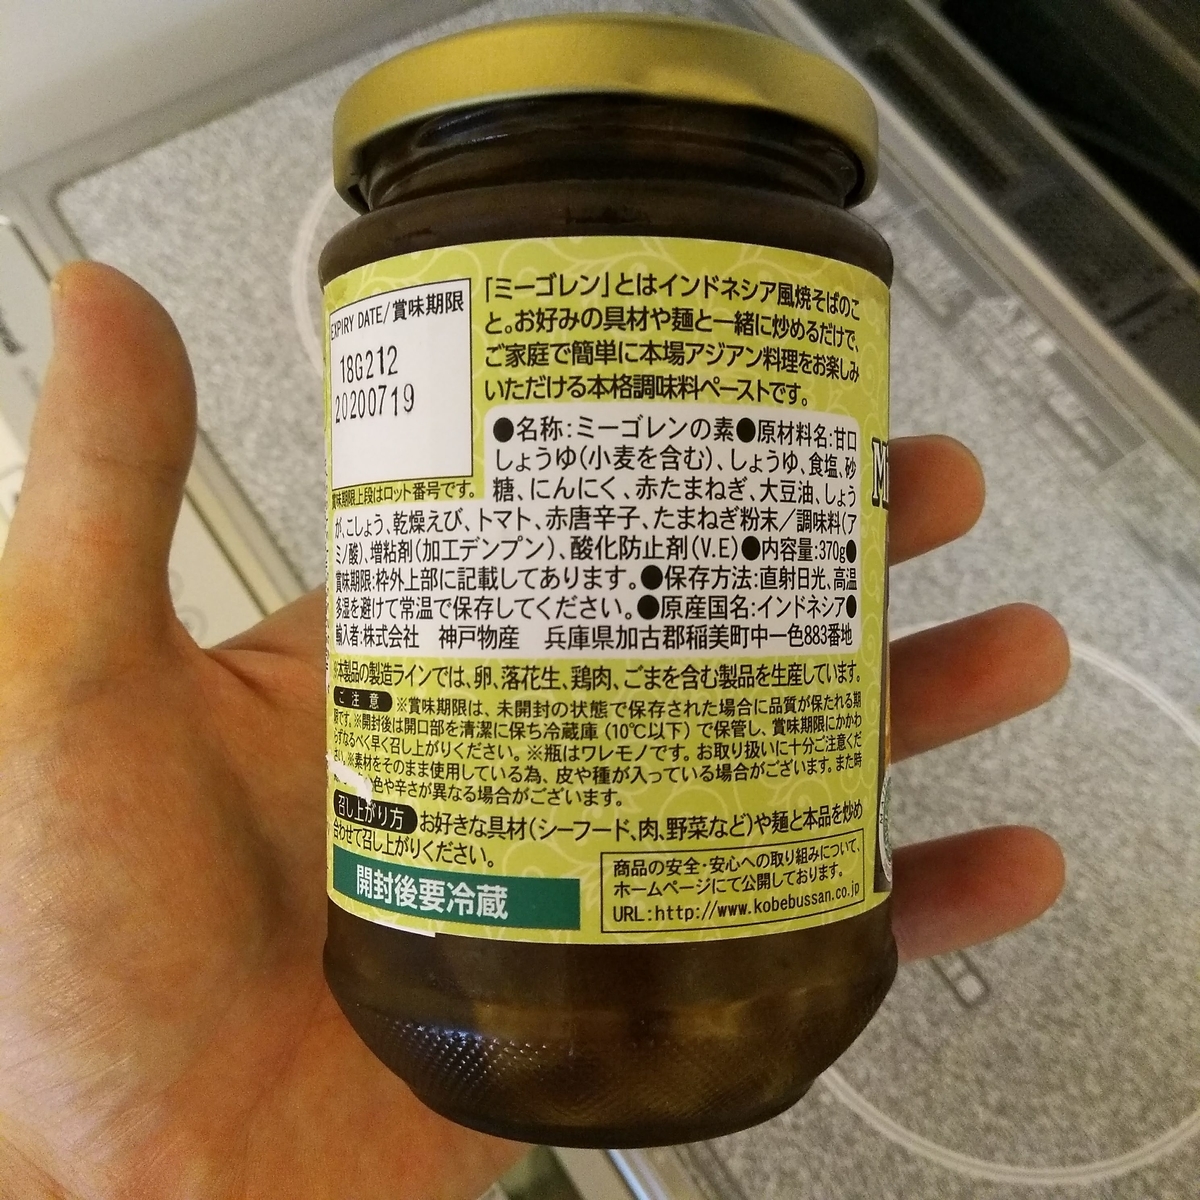 EXPIRY DATE/賞味期限
18G212
20200719
賞味期限上段はロット番号です。
「ミーゴレン」とはインドネシア風焼そばのこ
と。お好みの具材や麺と一緒に炒めるだけで、
ご家庭で簡単に本場アジアン料理をお楽しみ
いただける本格調味料ペーストです。
●名称:ミーゴレンの素●原材料名:甘口
しょうゆ(小麦を含む)、しょうゆ、食塩、砂
糖、にんにく、赤たまねぎ、大豆油、しょう
が、こしょう、乾燥えび、トマト、赤唐辛子、たまねぎ粉末/調味料(ア
ミノ酸)、増粘剤(加工デンプン)、酸化防止剤(V.E)●内容量:370g●
賞味期限:枠外上部に記載してあります。●保存方法:直射日光、高温
多湿を避けて常温で保存してください。●原産国名:インドネシア●
輸入者:株式会社 神戸物産 兵庫県加古郡稲美町中一色883番地
※本製品の製造ラインでは、卵、落花生、鶏肉、ごまを含む製品を生産しています。
ご注意 ※賞味期限は、未開封の状態で保存された場合に品質が保たれる期
限です。※開封後は開口部を清潔に保ち冷蔵庫(10℃以下)で保管し、賞味期限にかかわ
らずなるべく早く召し上がりください。※瓶はワレモノです。お取り扱いに十分ご注意くだ
さい。※素材をそのまま使用している為、皮や種が入っている場合がございます。また時
色や辛さが異なる場合がございます。
召し上がり方 お好きな具材(シーフード、肉、野菜など)や麺と本品を炒め
合わせて召し上がりください。
開封後要冷蔵
商品の安全・安心への取り組みについて、
ホームページにて公開しております。
URL:http://www.kobebussan.co.jp